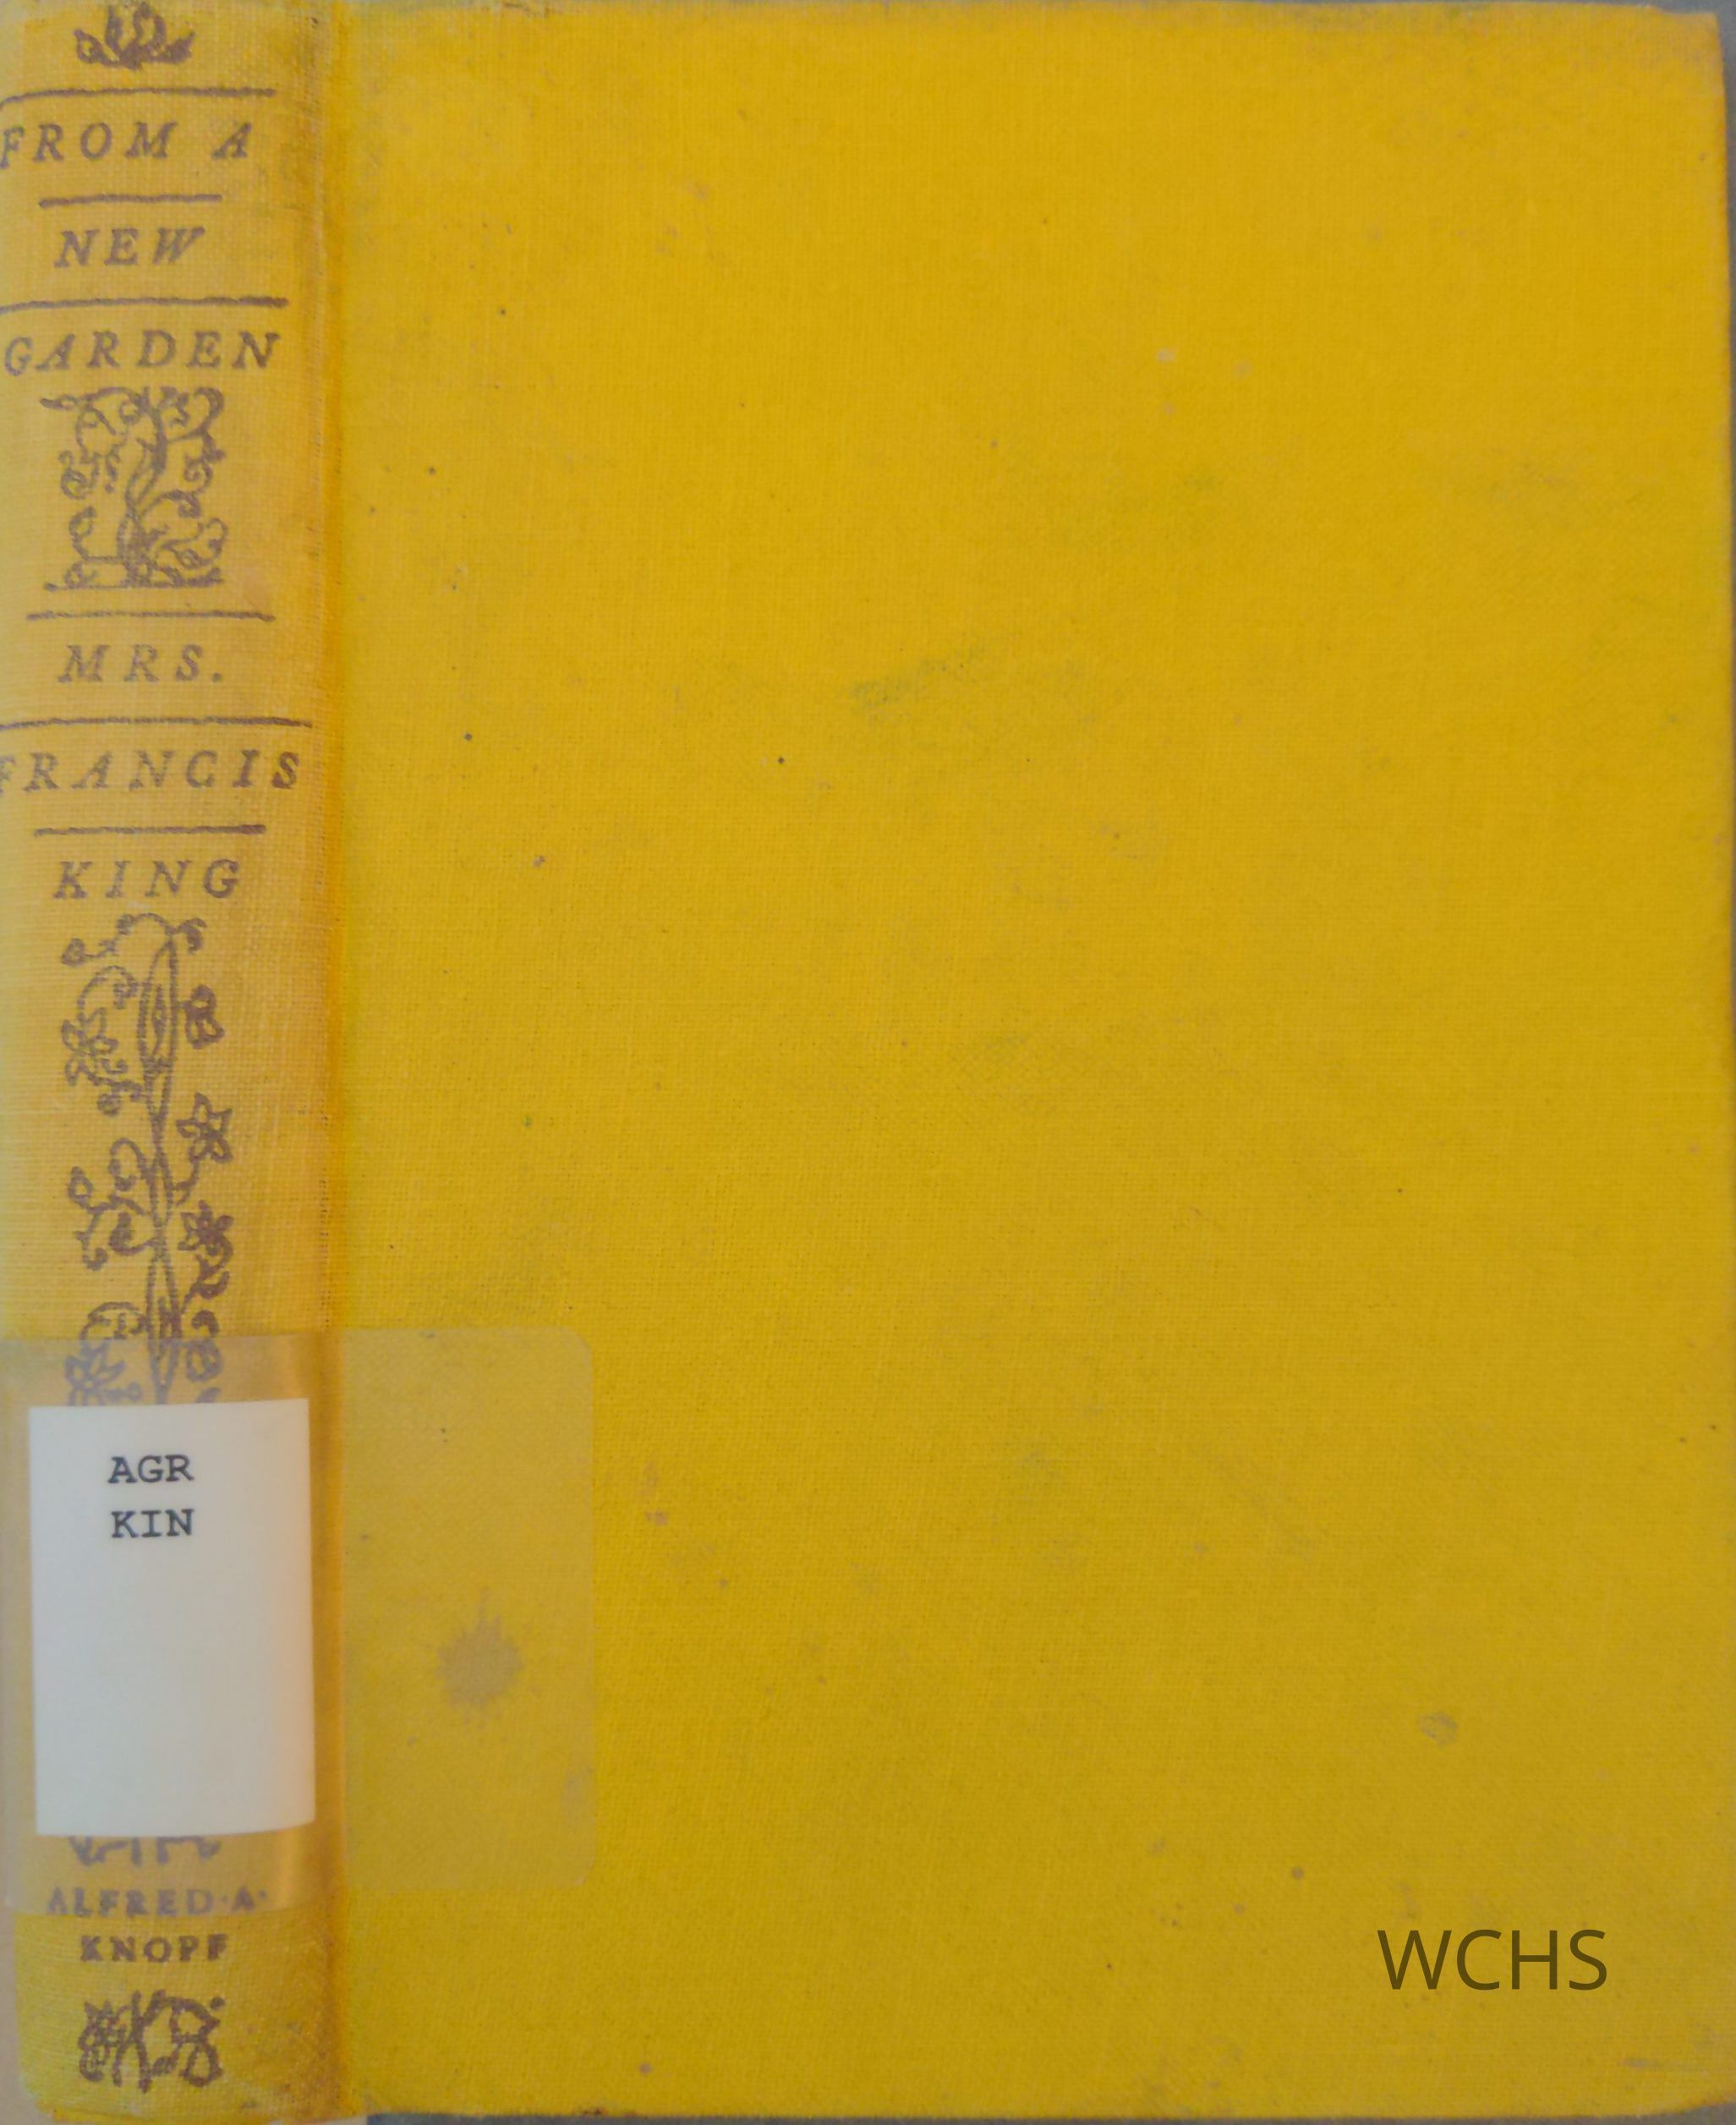 FROM A
NEW
GARDEN
MRS.
FRANCIS
KING
AGR
KIN
ALFRED·A·
KNOPF
WCHS